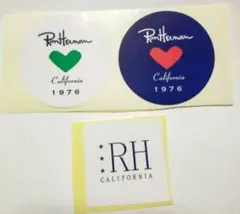 Ron Herman
California
1976
Ron Herman
California
1976
RH
CALIFORNIA